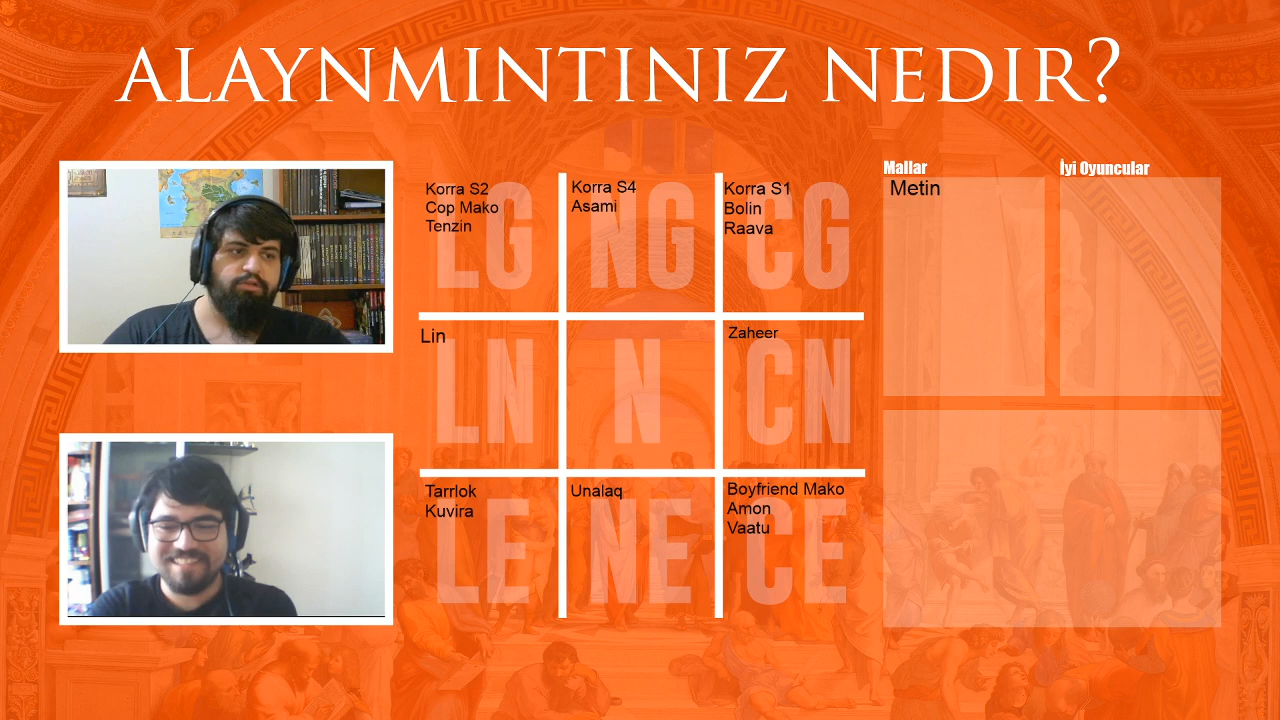 ALAYNMINTINIZ NEDIR?
Mallar
Metin
İyi Oyuncular
LG
Korra S2
Cop Mako
Tenzin
NG
Korra S4
Asami
CG
Korra S1
Bolin
Raava
LN
Lin
N
CN
Zaheer
LE
Tarrlok
Kuvira
NE
Unalaq
CE
Boyfriend Mako
Amon
Vaatu